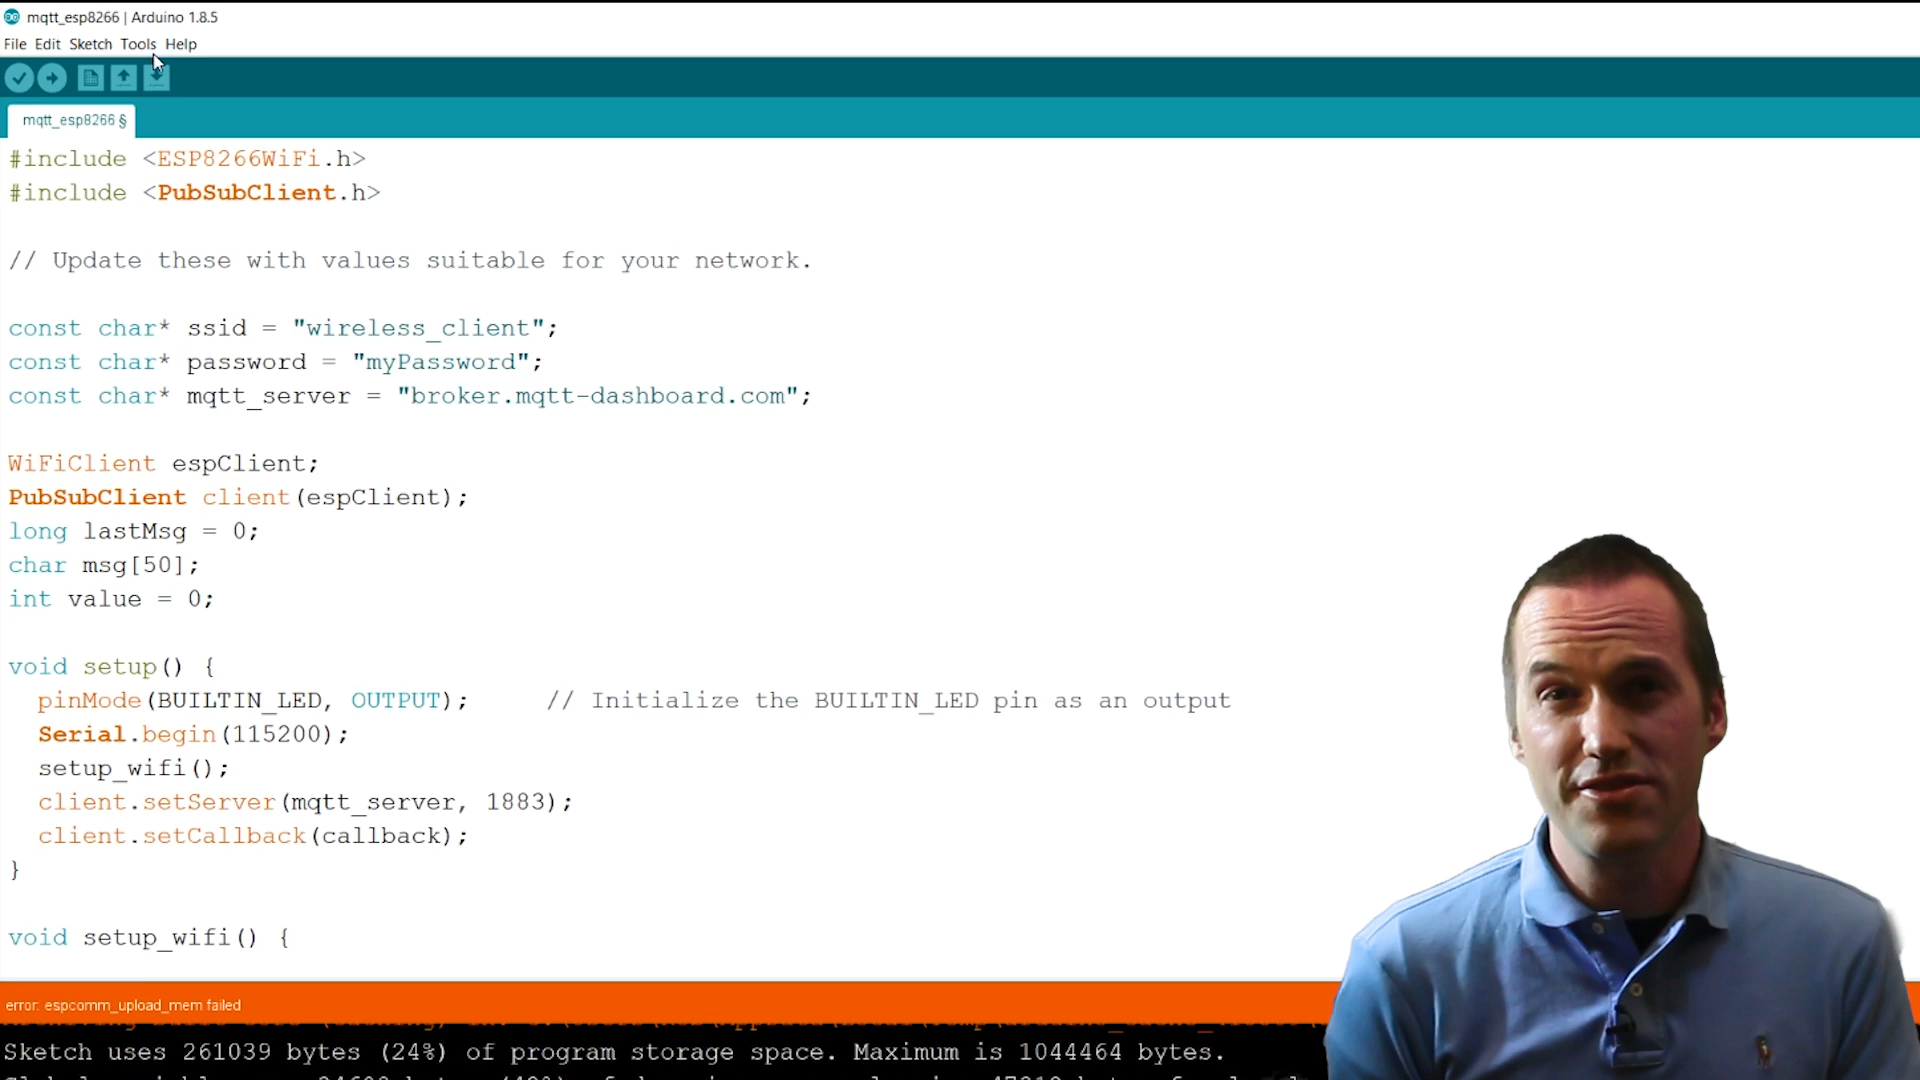 mqtt_esp8266 | Arduino 1.8.5
File Edit Sketch Tools Help
mqtt_esp8266 §
#include <ESP8266WiFi.h>
#include <PubSubClient.h>
// Update these with values suitable for your network.
const char* ssid = "wireless_client";
const char* password = "myPassword";
const char* mqtt_server = "broker.mqtt-dashboard.com";
WiFiClient espClient;
PubSubClient client(espClient);
long lastMsg = 0;
char msg[50];
int value = 0;
void setup() {
pinMode(BUILTIN_LED, OUTPUT); // Initialize the BUILTIN_LED pin as an output
Serial.begin(115200);
setup_wifi();
client.setServer(mqtt_server, 1883);
client.setCallback(callback);
}
void setup_wifi() {
error: espcomm_upload_mem failed
Sketch uses 261039 bytes (24%) of program storage space. Maximum is 1044464 bytes.